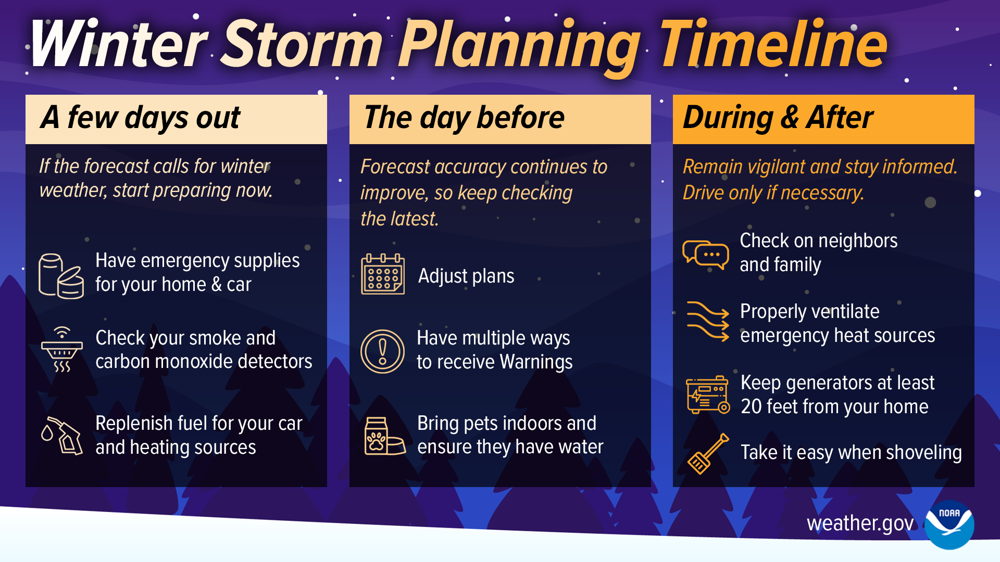 Winter Storm Planning Timeline
A few days out
If the forecast calls for winter
weather, start preparing now.
Have emergency supplies
for your home & car
Check your smoke and
carbon monoxide detectors
Replenish fuel for your car
and heating sources
The day before
Forecast accuracy continues to
improve, so keep checking
the latest.
Adjust plans
Have multiple ways
to receive Warnings
Bring pets indoors and
ensure they have water
During & After
Remain vigilant and stay informed.
Drive only if necessary.
Check on neighbors
and family
Properly ventilate
emergency heat sources
Keep generators at least
20 feet from your home
Take it easy when shoveling
weather.gov
NOAA